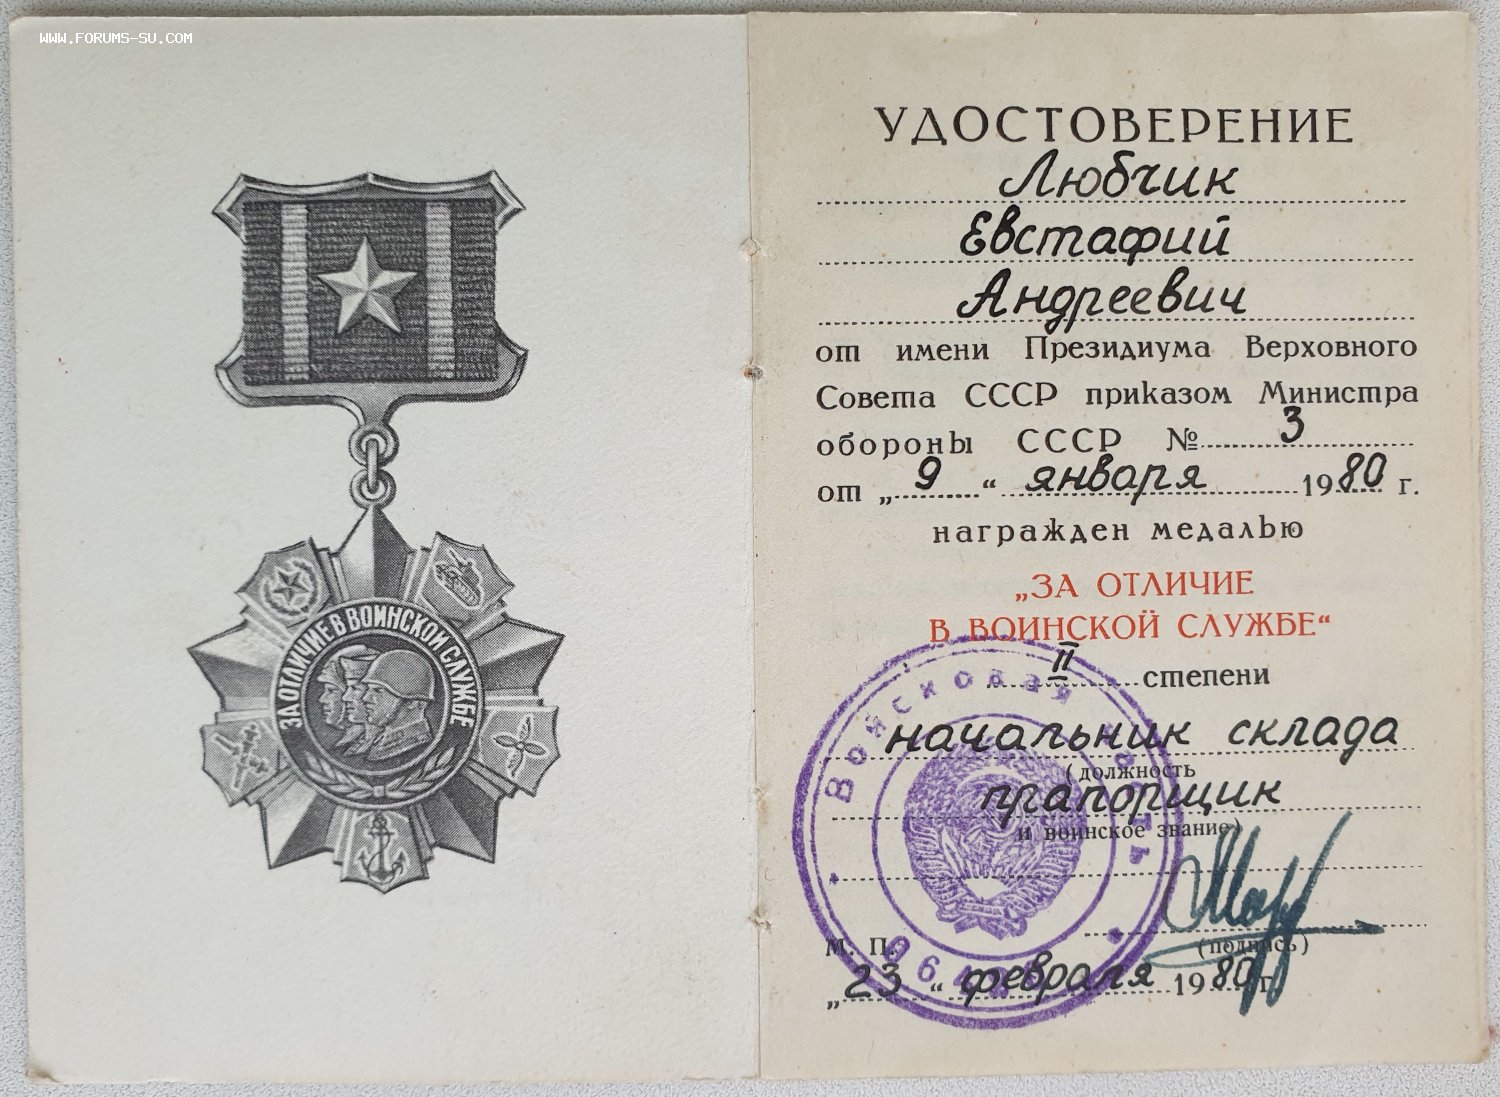 WWW.FORUMS-SU.COM
ЗА ОТЛИЧИЕ В ВОИНСКОЙ СЛУЖБЕ
УДОСТОВЕРЕНИЕ
Любчик
Евстафий
Андреевич
от имени Президиума Верховного
Совета СССР приказом Министра
обороны СССР № 3
от „9“ января 1980 г.
награжден медалью
„ЗА ОТЛИЧИЕ
В ВОИНСКОЙ СЛУЖБЕ“
II степени
начальник склада
(должность
прапорщик
и воинское звание)
(подпись)
М. П.
„23“ февраля 1980 г.
Войсковая часть